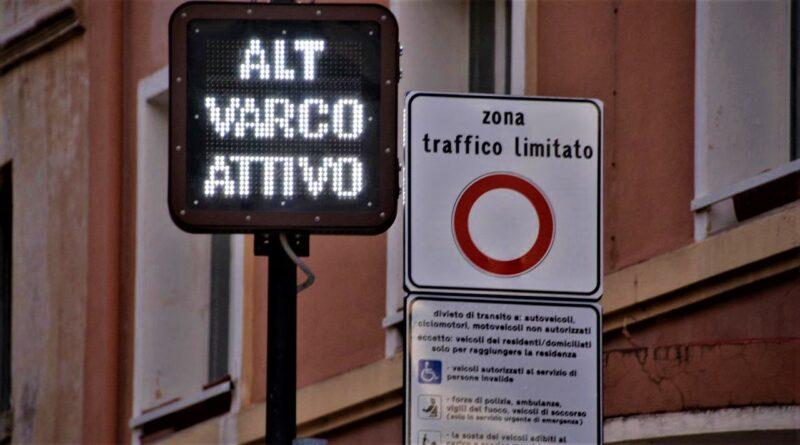 ALT
VARCO
ATTIVO
zona
traffico limitato
divieto di transito a: autoveicoli,
ciclomotori, motoveicoli non autorizzati
eccetto: veicoli dei residenti/domiciliati
solo per raggiungere la residenza
- veicoli autorizzati al servizio di
persone invalide
- forze di polizia, ambulanze,
vigili del fuoco, veicoli di soccorso
(solo in servizio urgente di emergenza)
- la sosta dei veicoli adibiti al